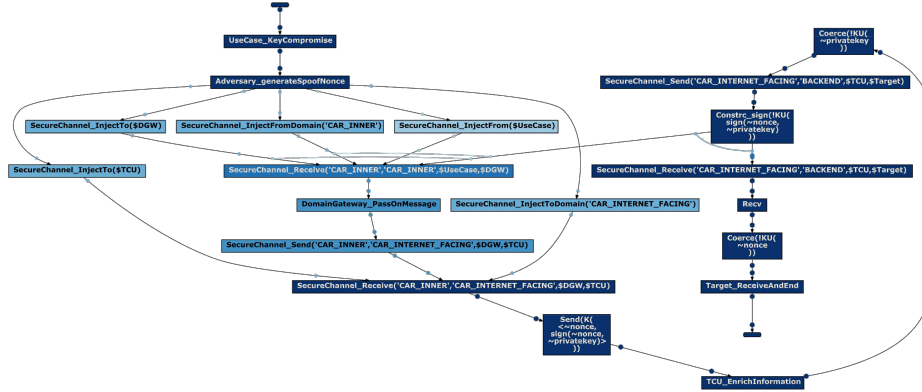 UseCase_KeyCompromise
Adversary_generateSpoofNonce
SecureChannel_InjectTo($DGW)
SecureChannel_InjectFromDomain('CAR_INNER')
SecureChannel_InjectFrom($UseCase)
SecureChannel_InjectTo($TCU)
SecureChannel_Receive('CAR_INNER','CAR_INNER',$UseCase,$DGW)
DomainGateway_PassOnMessage
SecureChannel_InjectToDomain('CAR_INTERNET_FACING')
SecureChannel_Send('CAR_INNER','CAR_INTERNET_FACING',$DGW,$TCU)
SecureChannel_Receive('CAR_INNER','CAR_INTERNET_FACING',$DGW,$TCU)
Send(K(
<~nonce,
sign(~nonce,
~privatekey)>
))
TCU_EnrichInformation
Coerce(!KU(
~privatekey
))
SecureChannel_Send('CAR_INTERNET_FACING','BACKEND',$TCU,$Target)
Constrc_sign(!KU(
sign(~nonce,
~privatekey)
))
SecureChannel_Receive('CAR_INTERNET_FACING','BACKEND',$TCU,$Target)
Recv
Coerce(!KU(
~nonce
))
Target_ReceiveAndEnd